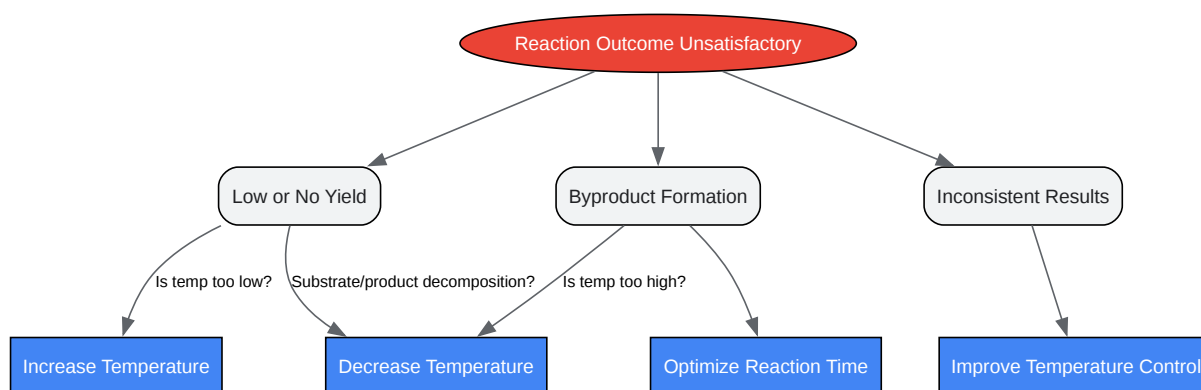 Reaction Outcome Unsatisfactory
Low or No Yield
Byproduct Formation
Inconsistent Results
Is temp too low?
Substrate/product decomposition?
Is temp too high?
Increase Temperature
Decrease Temperature
Optimize Reaction Time
Improve Temperature Control